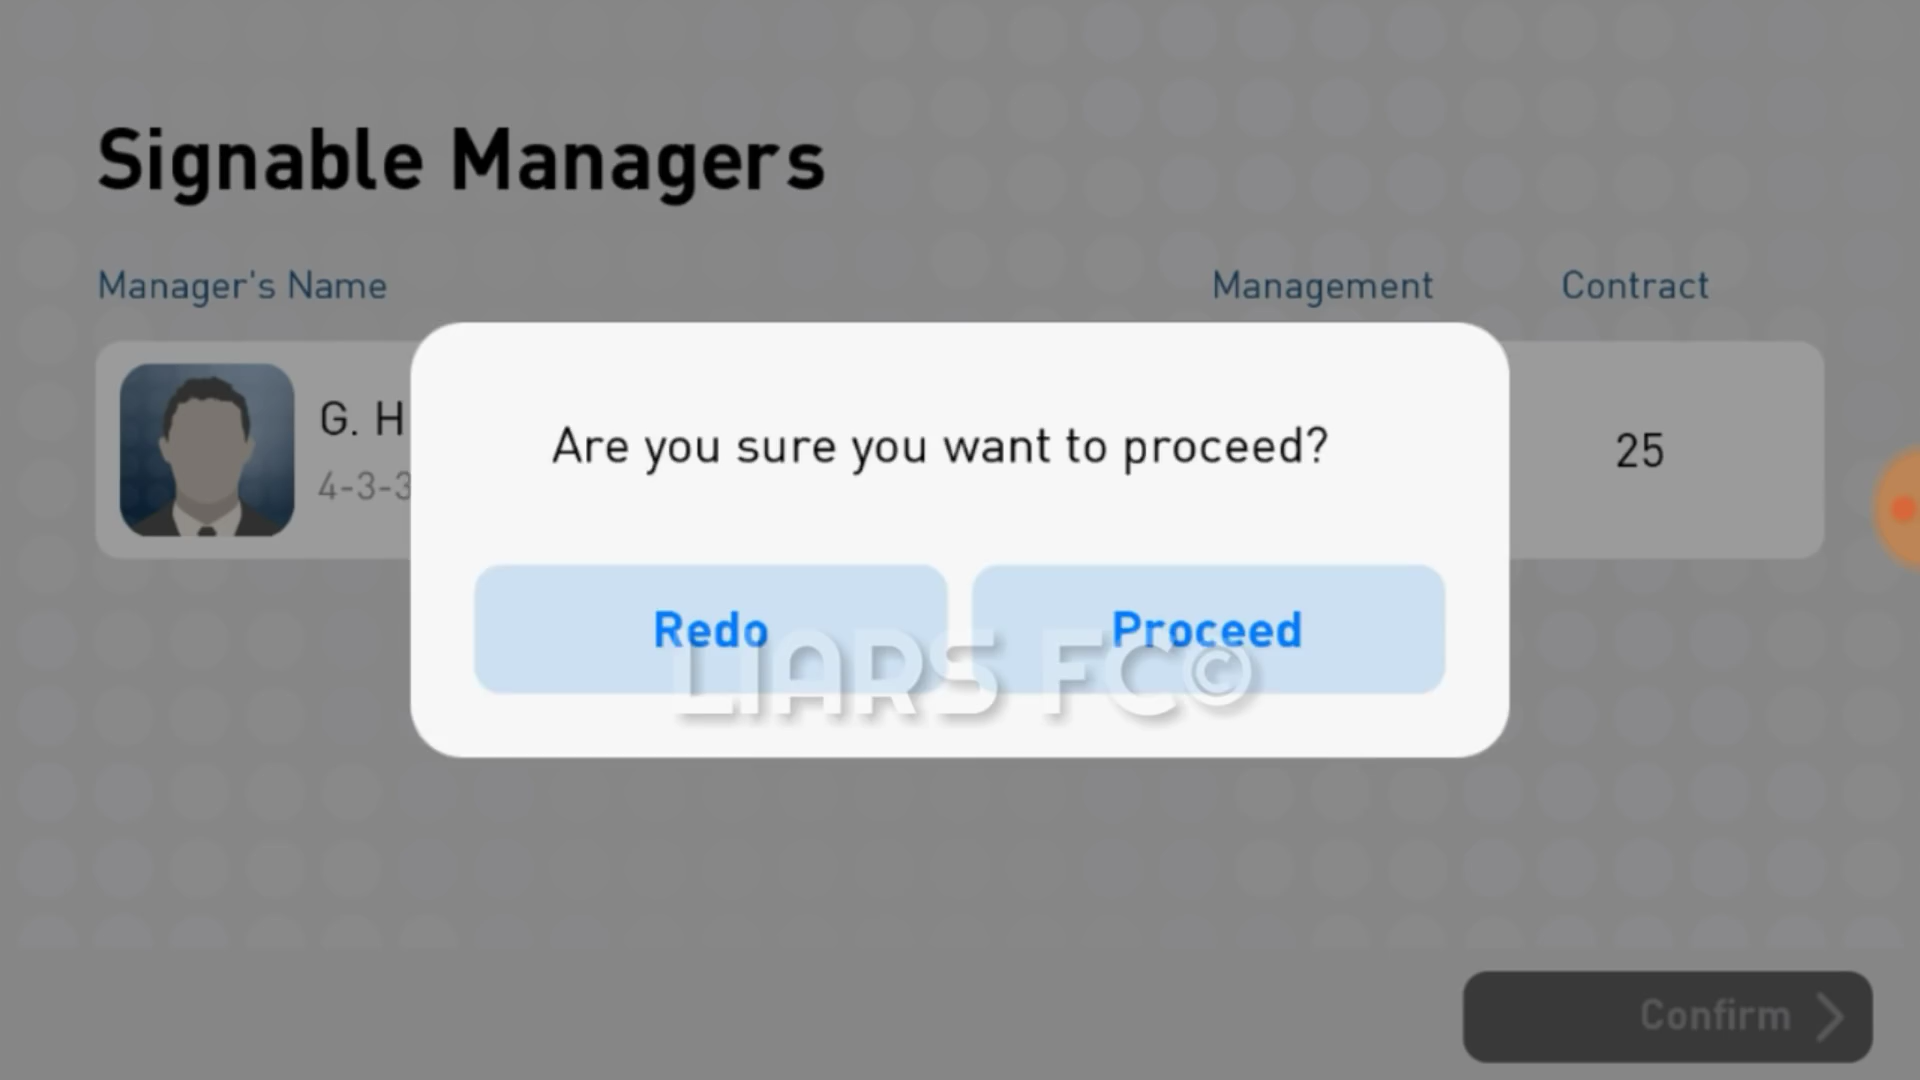 Signable Managers
Manager's Name Management Contract
G. H
4-3-3
25
Are you sure you want to proceed?
Redo Proceed
LIARS FC©
Confirm